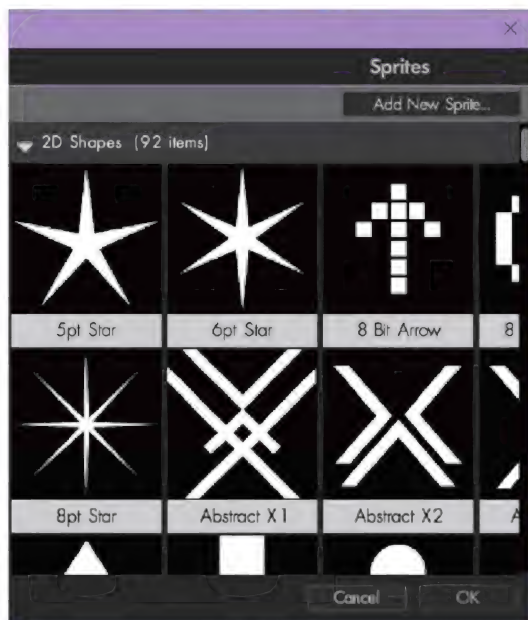 Sprites
Add New Sprite...
2D Shapes (92 items)
5pt Star
6pt Star
8 Bit Arrow
8
8pt Star
Abstract X1
Abstract X2
Cancel
OK